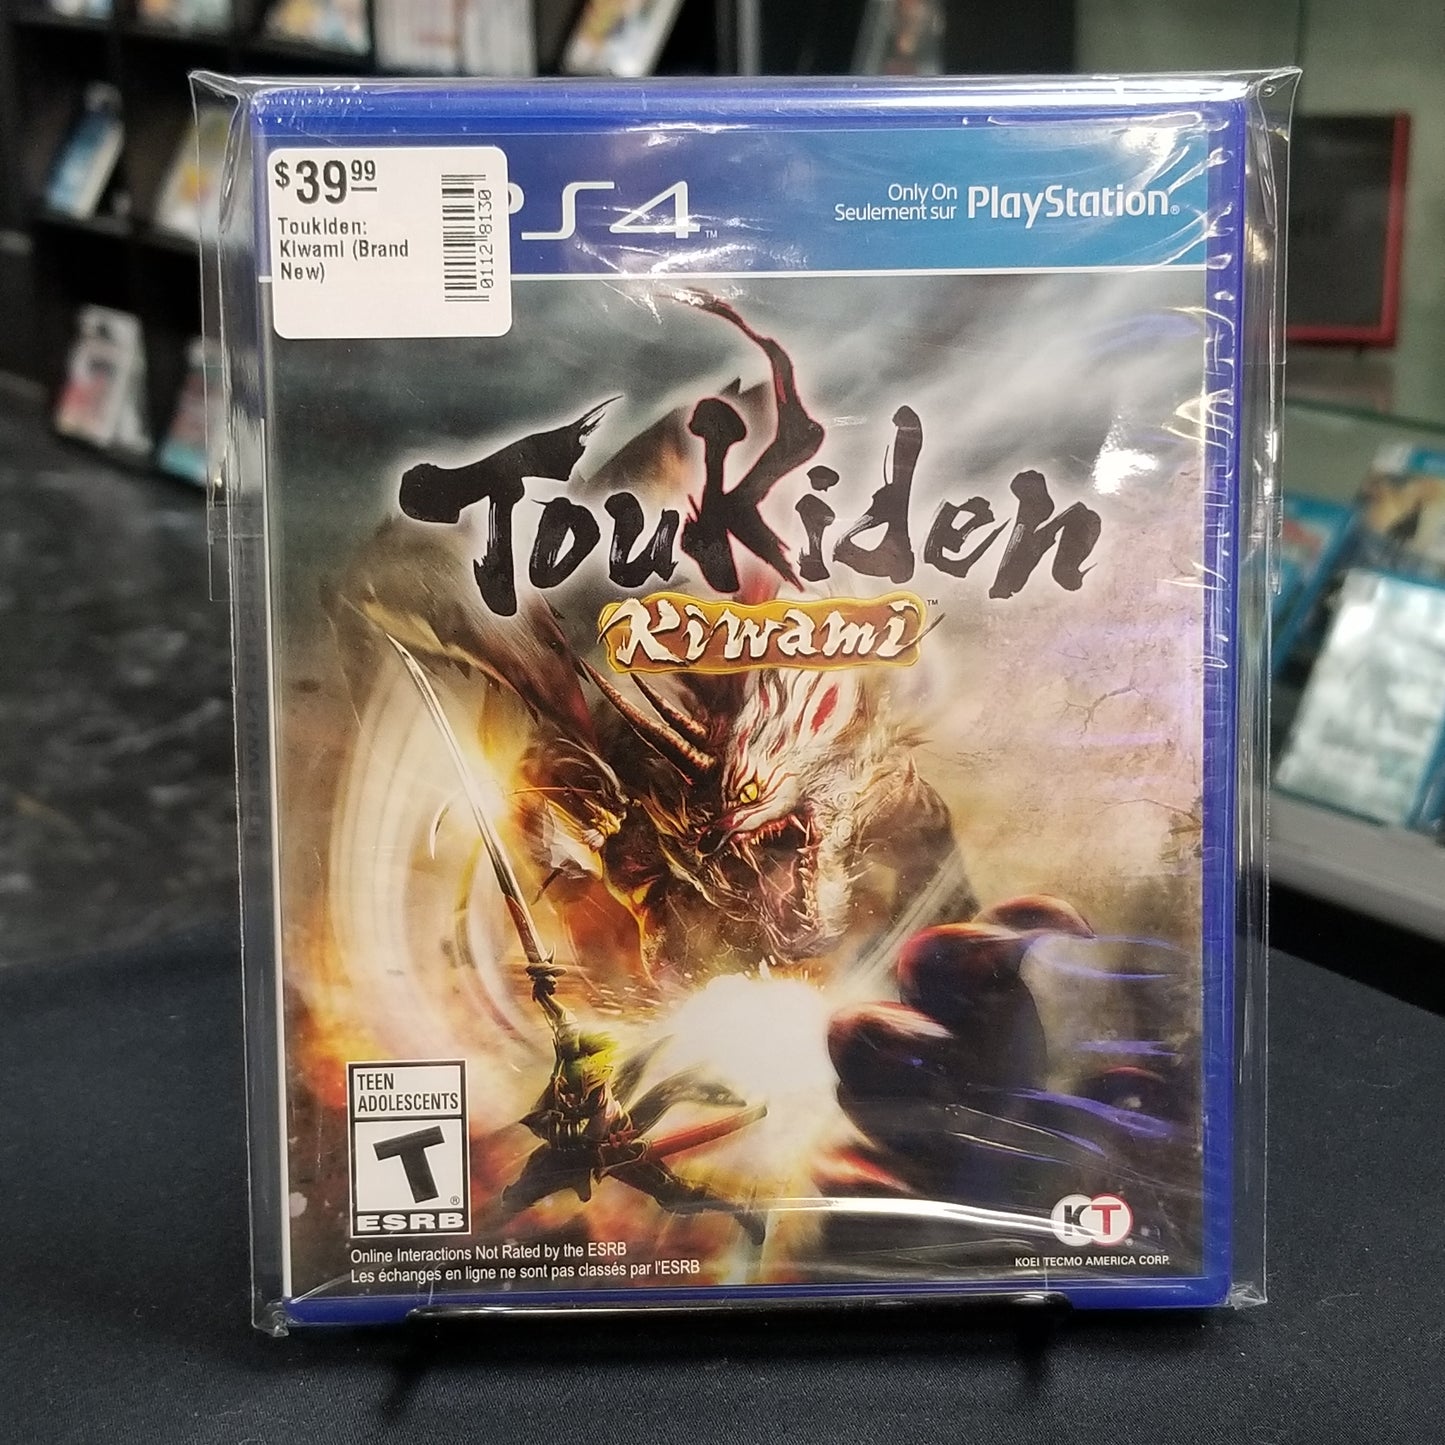 $39.99
Toukiden:
Kiwami (Brand
New)
0112 8130
PS4™
Only On
Seulement sur
PlayStation®
TouKiden
Kiwami™
TEEN
ADOLESCENTS
T
®
ESRB
Online Interactions Not Rated by the ESRB
Les échanges en ligne ne sont pas classés par l'ESRB
KT
KOEI TECMO AMERICA CORP.